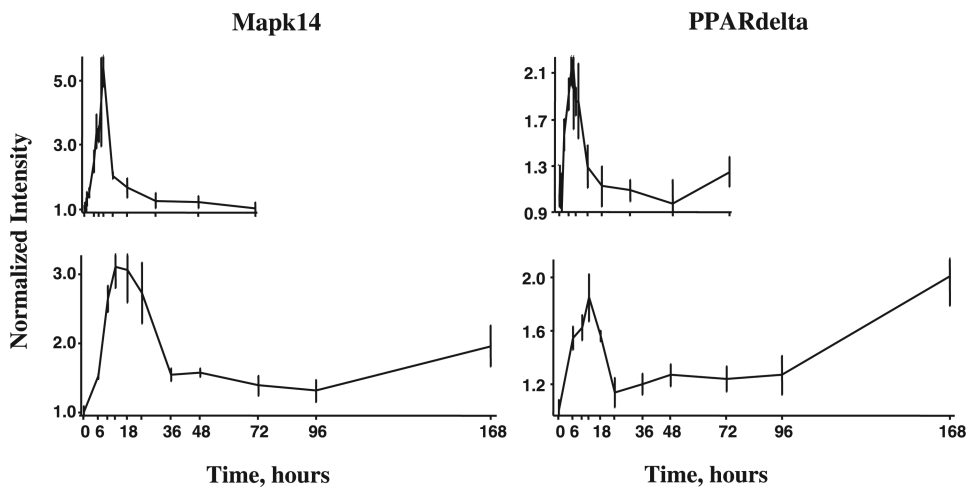 Mapk14
PPARdelta
Normalized Intensity
5.0
3.0
1.0
2.1
1.7
1.3
0.9
3.0
2.0
1.0
0 6 18 36 48 72 96 168
2.0
1.6
1.2
0 6 18 36 48 72 96 168
Time, hours
Time, hours